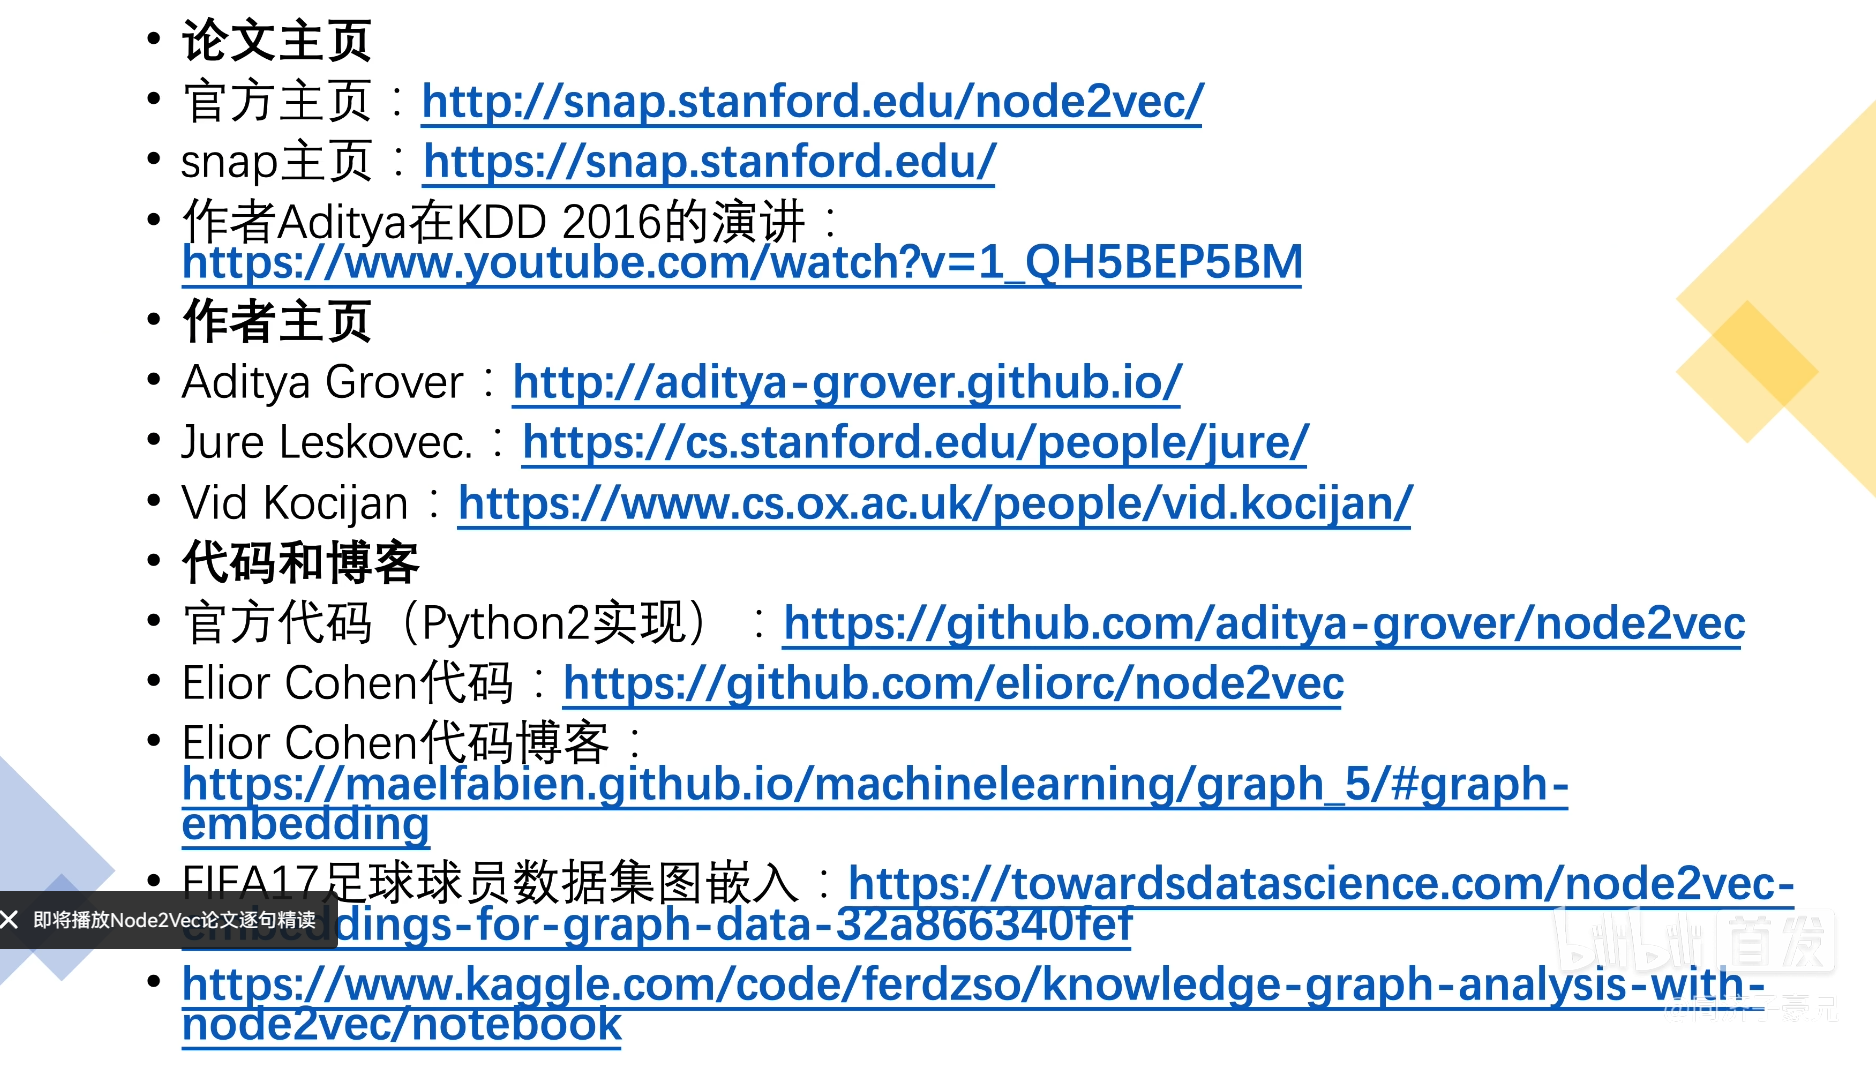 • 论文主页
• 官方主页：http://snap.stanford.edu/node2vec/
• snap主页：https://snap.stanford.edu/
• 作者Aditya在KDD 2016的演讲：
https://www.youtube.com/watch?v=1_QH5BEP5BM
• 作者主页
• Aditya Grover：http://aditya-grover.github.io/
• Jure Leskovec.：https://cs.stanford.edu/people/jure/
• Vid Kocijan：https://www.cs.ox.ac.uk/people/vid.kocijan/
• 代码和博客
• 官方代码（Python2实现）：https://github.com/aditya-grover/node2vec
• Elior Cohen代码：https://github.com/eliorc/node2vec
• Elior Cohen代码博客：
https://maelfabien.github.io/machinelearning/graph_5/#graph-
embedding
• FIFA17足球球员数据集图嵌入：https://towardsdatascience.com/node2vec-
embeddings-for-graph-data-32a866340fef
即将播放Node2Vec论文逐句精读
bilibili 首发
• https://www.kaggle.com/code/ferdzso/knowledge-graph-analysis-with-
node2vec/notebook